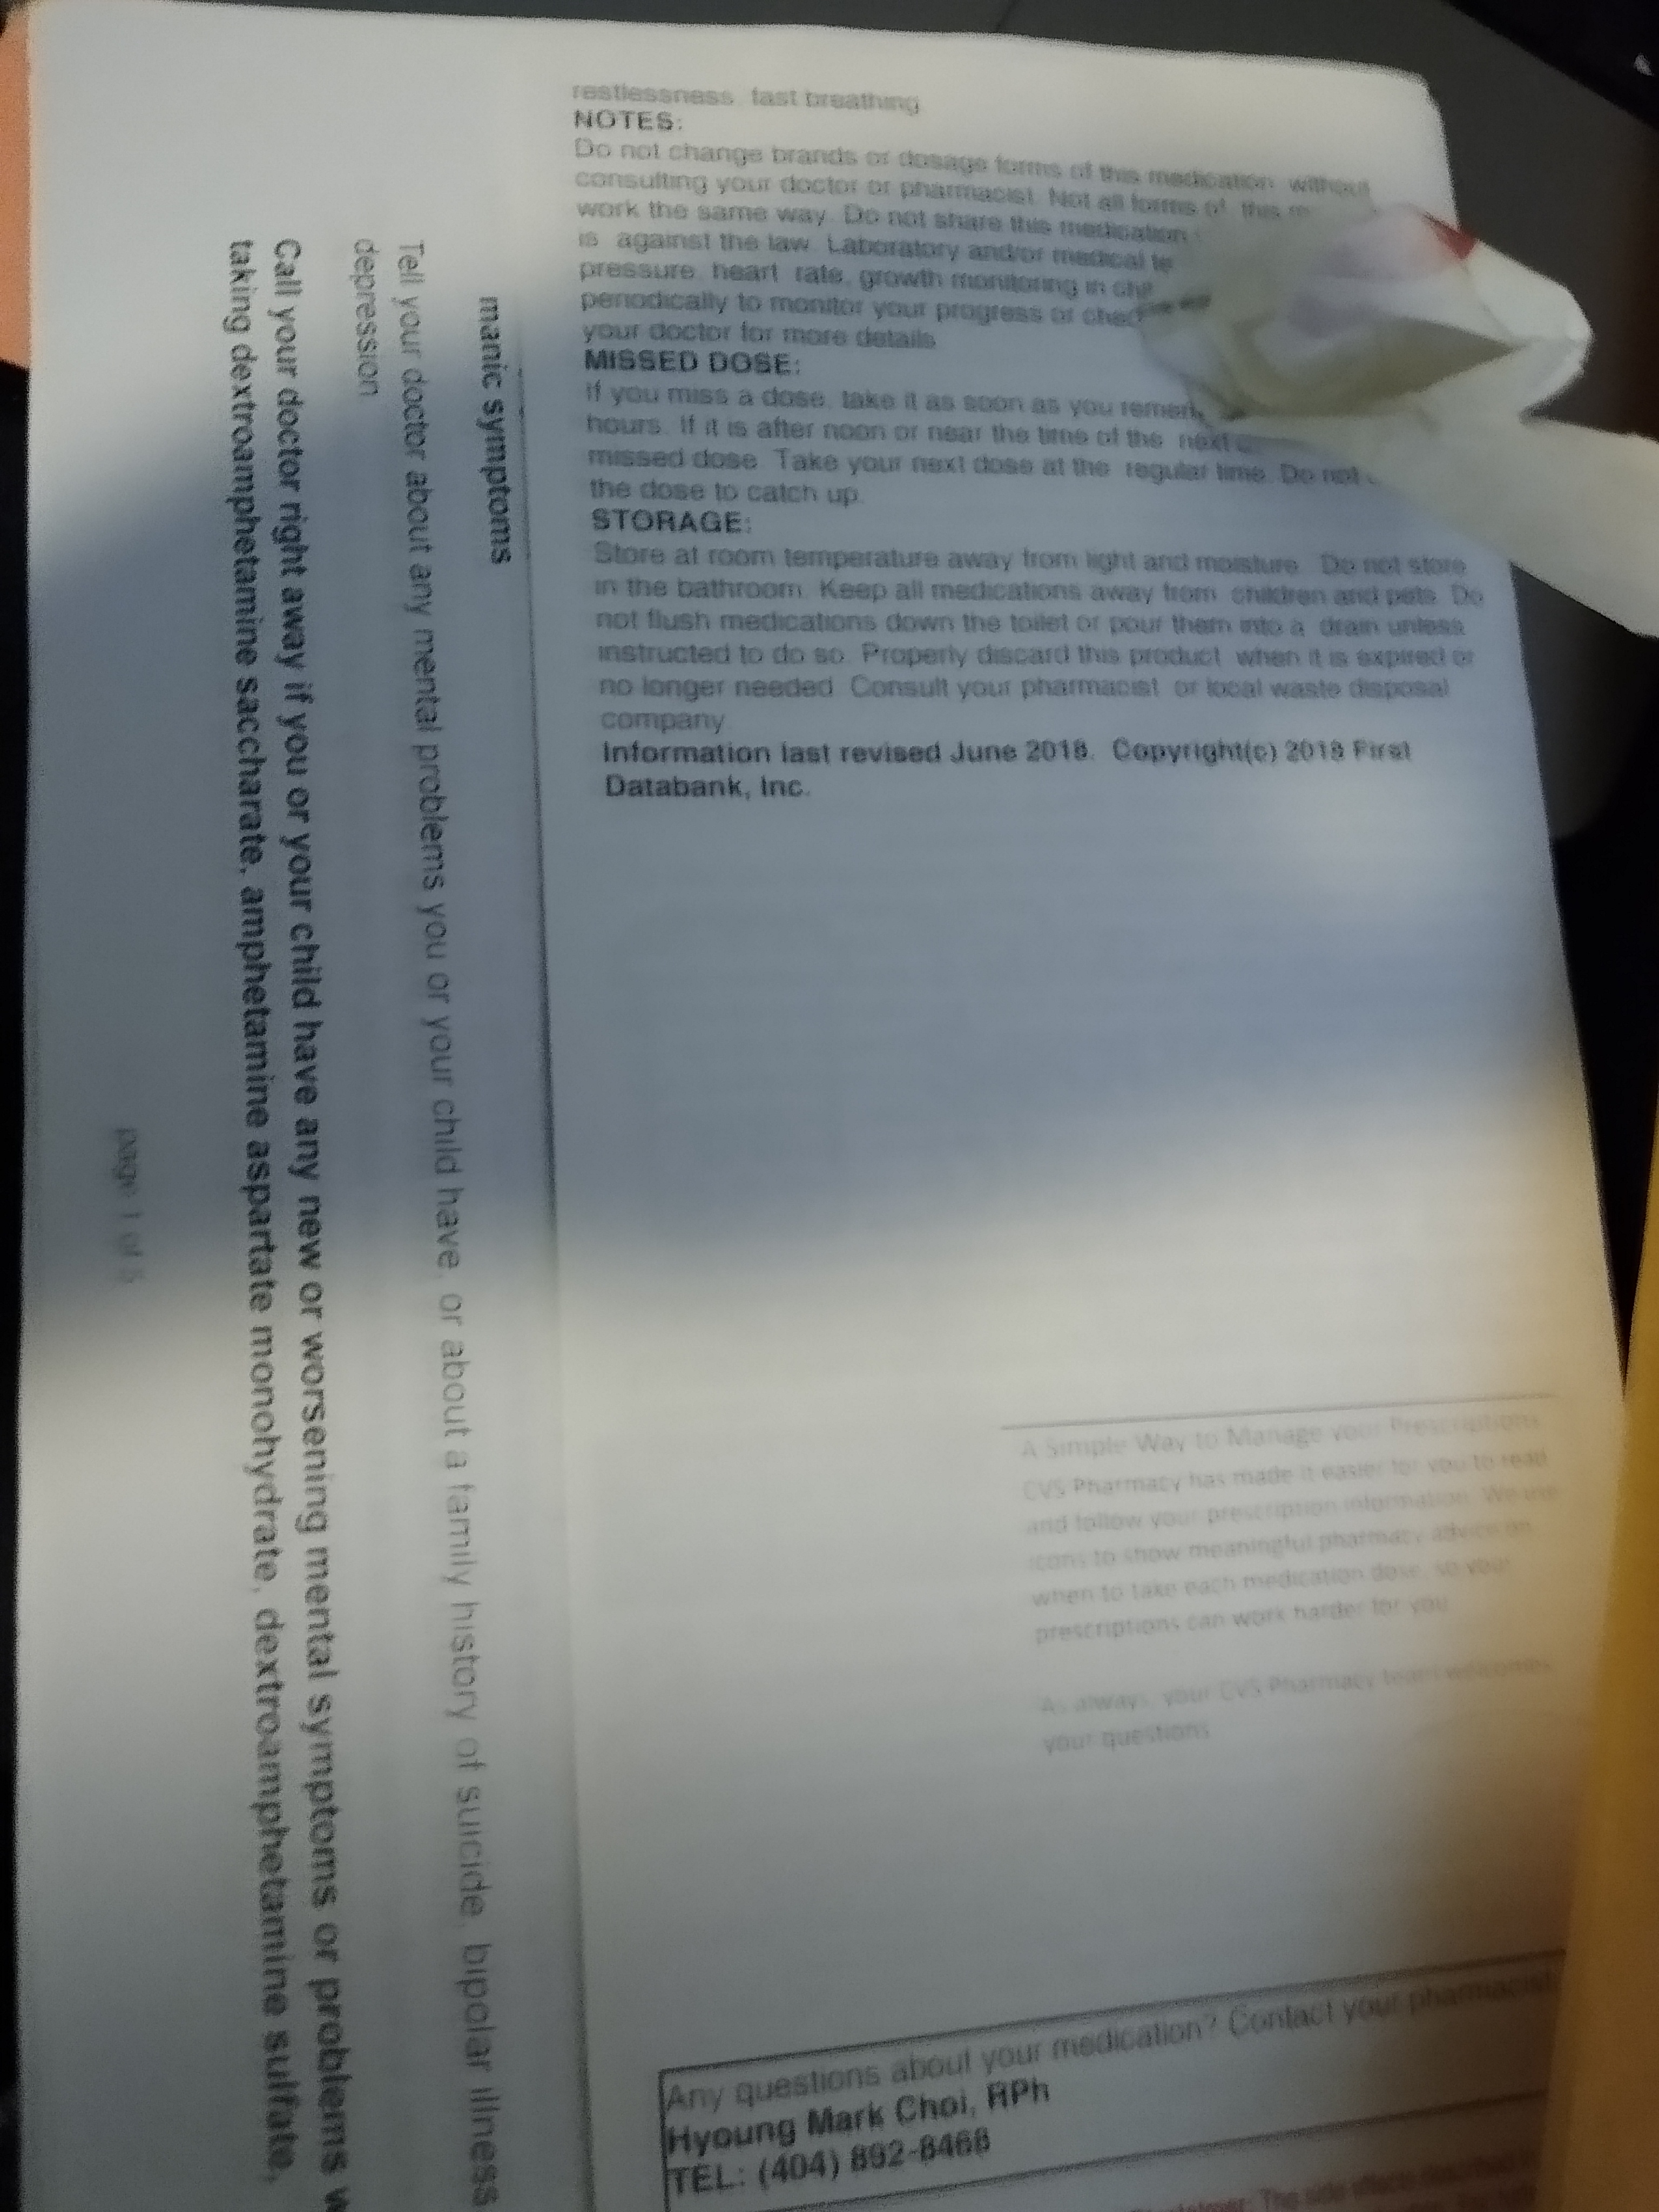 restlessness, fast breathing
NOTES:
Do not change brands or dosage forms of this medication without
consulting your doctor or pharmacist. Not all forms of this
work the same way. Do not share this medication
is against the law. Laboratory and/or medical
pressure, heart rate, growth monitoring in
periodically to monitor your progress or
your doctor for more details.
MISSED DOSE:
If you miss a dose, take it as soon as you
hours. If it is after noon or near the time of the next
missed dose. Take your next dose at the regular time. Do not
the dose to catch up.
STORAGE:
Store at room temperature away from light and moisture. Do not store
in the bathroom. Keep all medications away from children and pets. Do
not flush medications down the toilet or pour them into a drain unless
instructed to do so. Properly discard this product when it is expired or
no longer needed. Consult your pharmacist or local waste disposal
company.
Information last revised June 2018. Copyright(c) 2018 First
Databank, Inc.
A Simple Way to Manage your Prescriptions
CVS Pharmacy has made it easier for you to read
and follow your prescription information. We use
icons to show meaningful pharmacy advice on
when to take each medication dose, so your
prescriptions can work harder for you.
As always, your CVS Pharmacy team welcomes
your questions
Any questions about your medication? Contact your pharmacist
Hyoung Mark Choi, RPh
TEL: (404) 892-8468
The side effects described
manic symptoms
Tell your doctor about any mental problems you or your child have, or about a family history of suicide, bipolar illness
depression
Call your doctor right away if you or your child have any new or worsening mental symptoms or problems
taking dextroamphetamine saccharate, amphetamine aspartate monohydrate, dextroamphetamine sulfate,
page 1 of 5